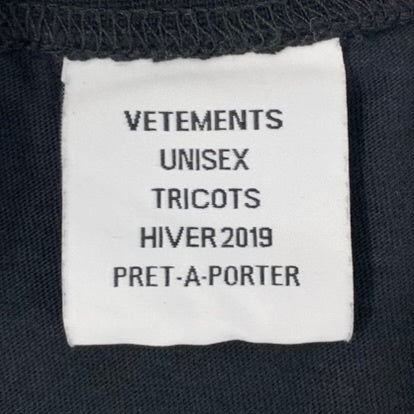 VETEMENTS
UNISEX
TRICOTS
HIVER 2019
PRET-A-PORTER